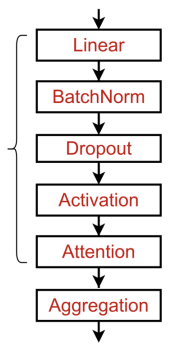 Linear
BatchNorm
Dropout
Activation
Attention
Aggregation